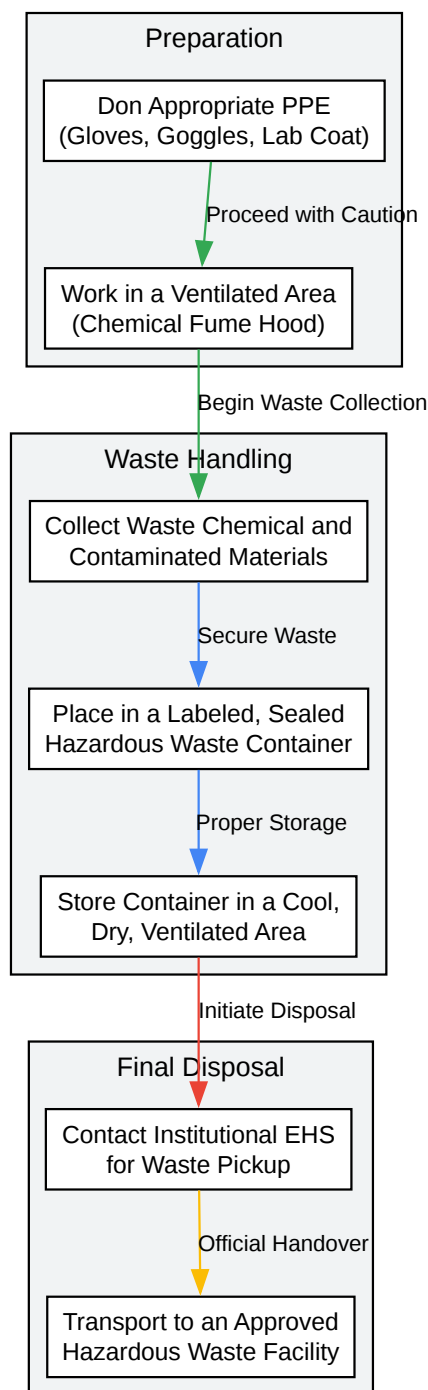 Preparation
Don Appropriate PPE
(Gloves, Goggles, Lab Coat)
Proceed with Caution
Work in a Ventilated Area
(Chemical Fume Hood)
Begin Waste Collection
Waste Handling
Collect Waste Chemical and
Contaminated Materials
Secure Waste
Place in a Labeled, Sealed
Hazardous Waste Container
Proper Storage
Store Container in a Cool,
Dry, Ventilated Area
Initiate Disposal
Final Disposal
Contact Institutional EHS
for Waste Pickup
Official Handover
Transport to an Approved
Hazardous Waste Facility